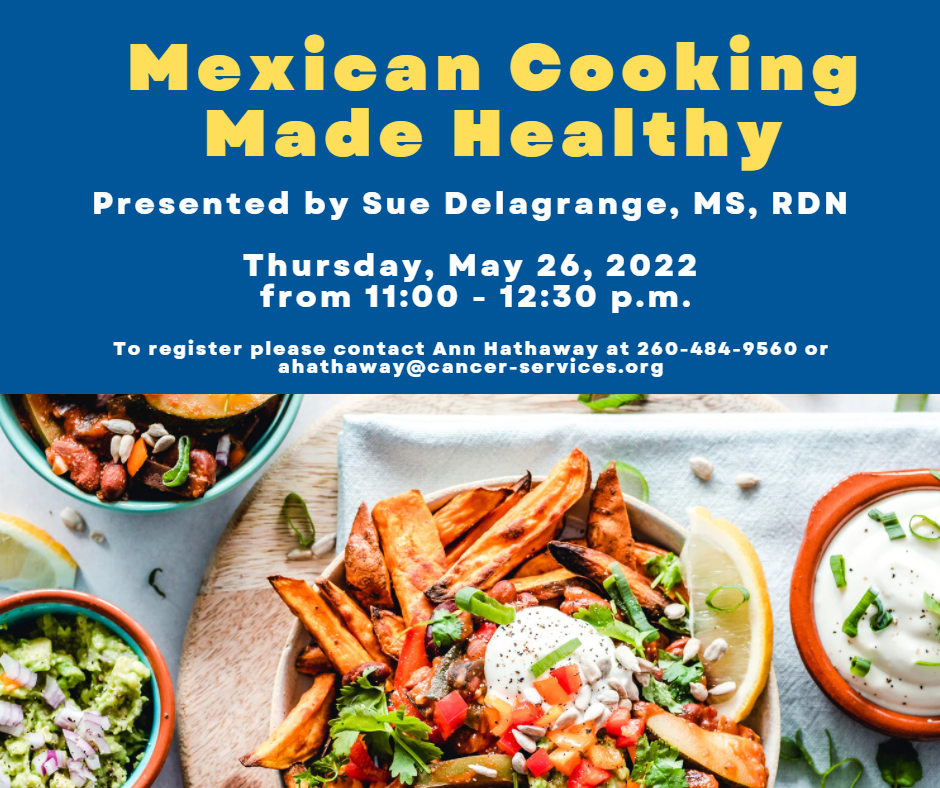 Mexican Cooking
Made Healthy
Presented by Sue Delagrange, MS, RDN
Thursday, May 26, 2022
from 11:00 - 12:30 p.m.
To register please contact Ann Hathaway at 260-484-9560 or
ahathaway@cancer-services.org